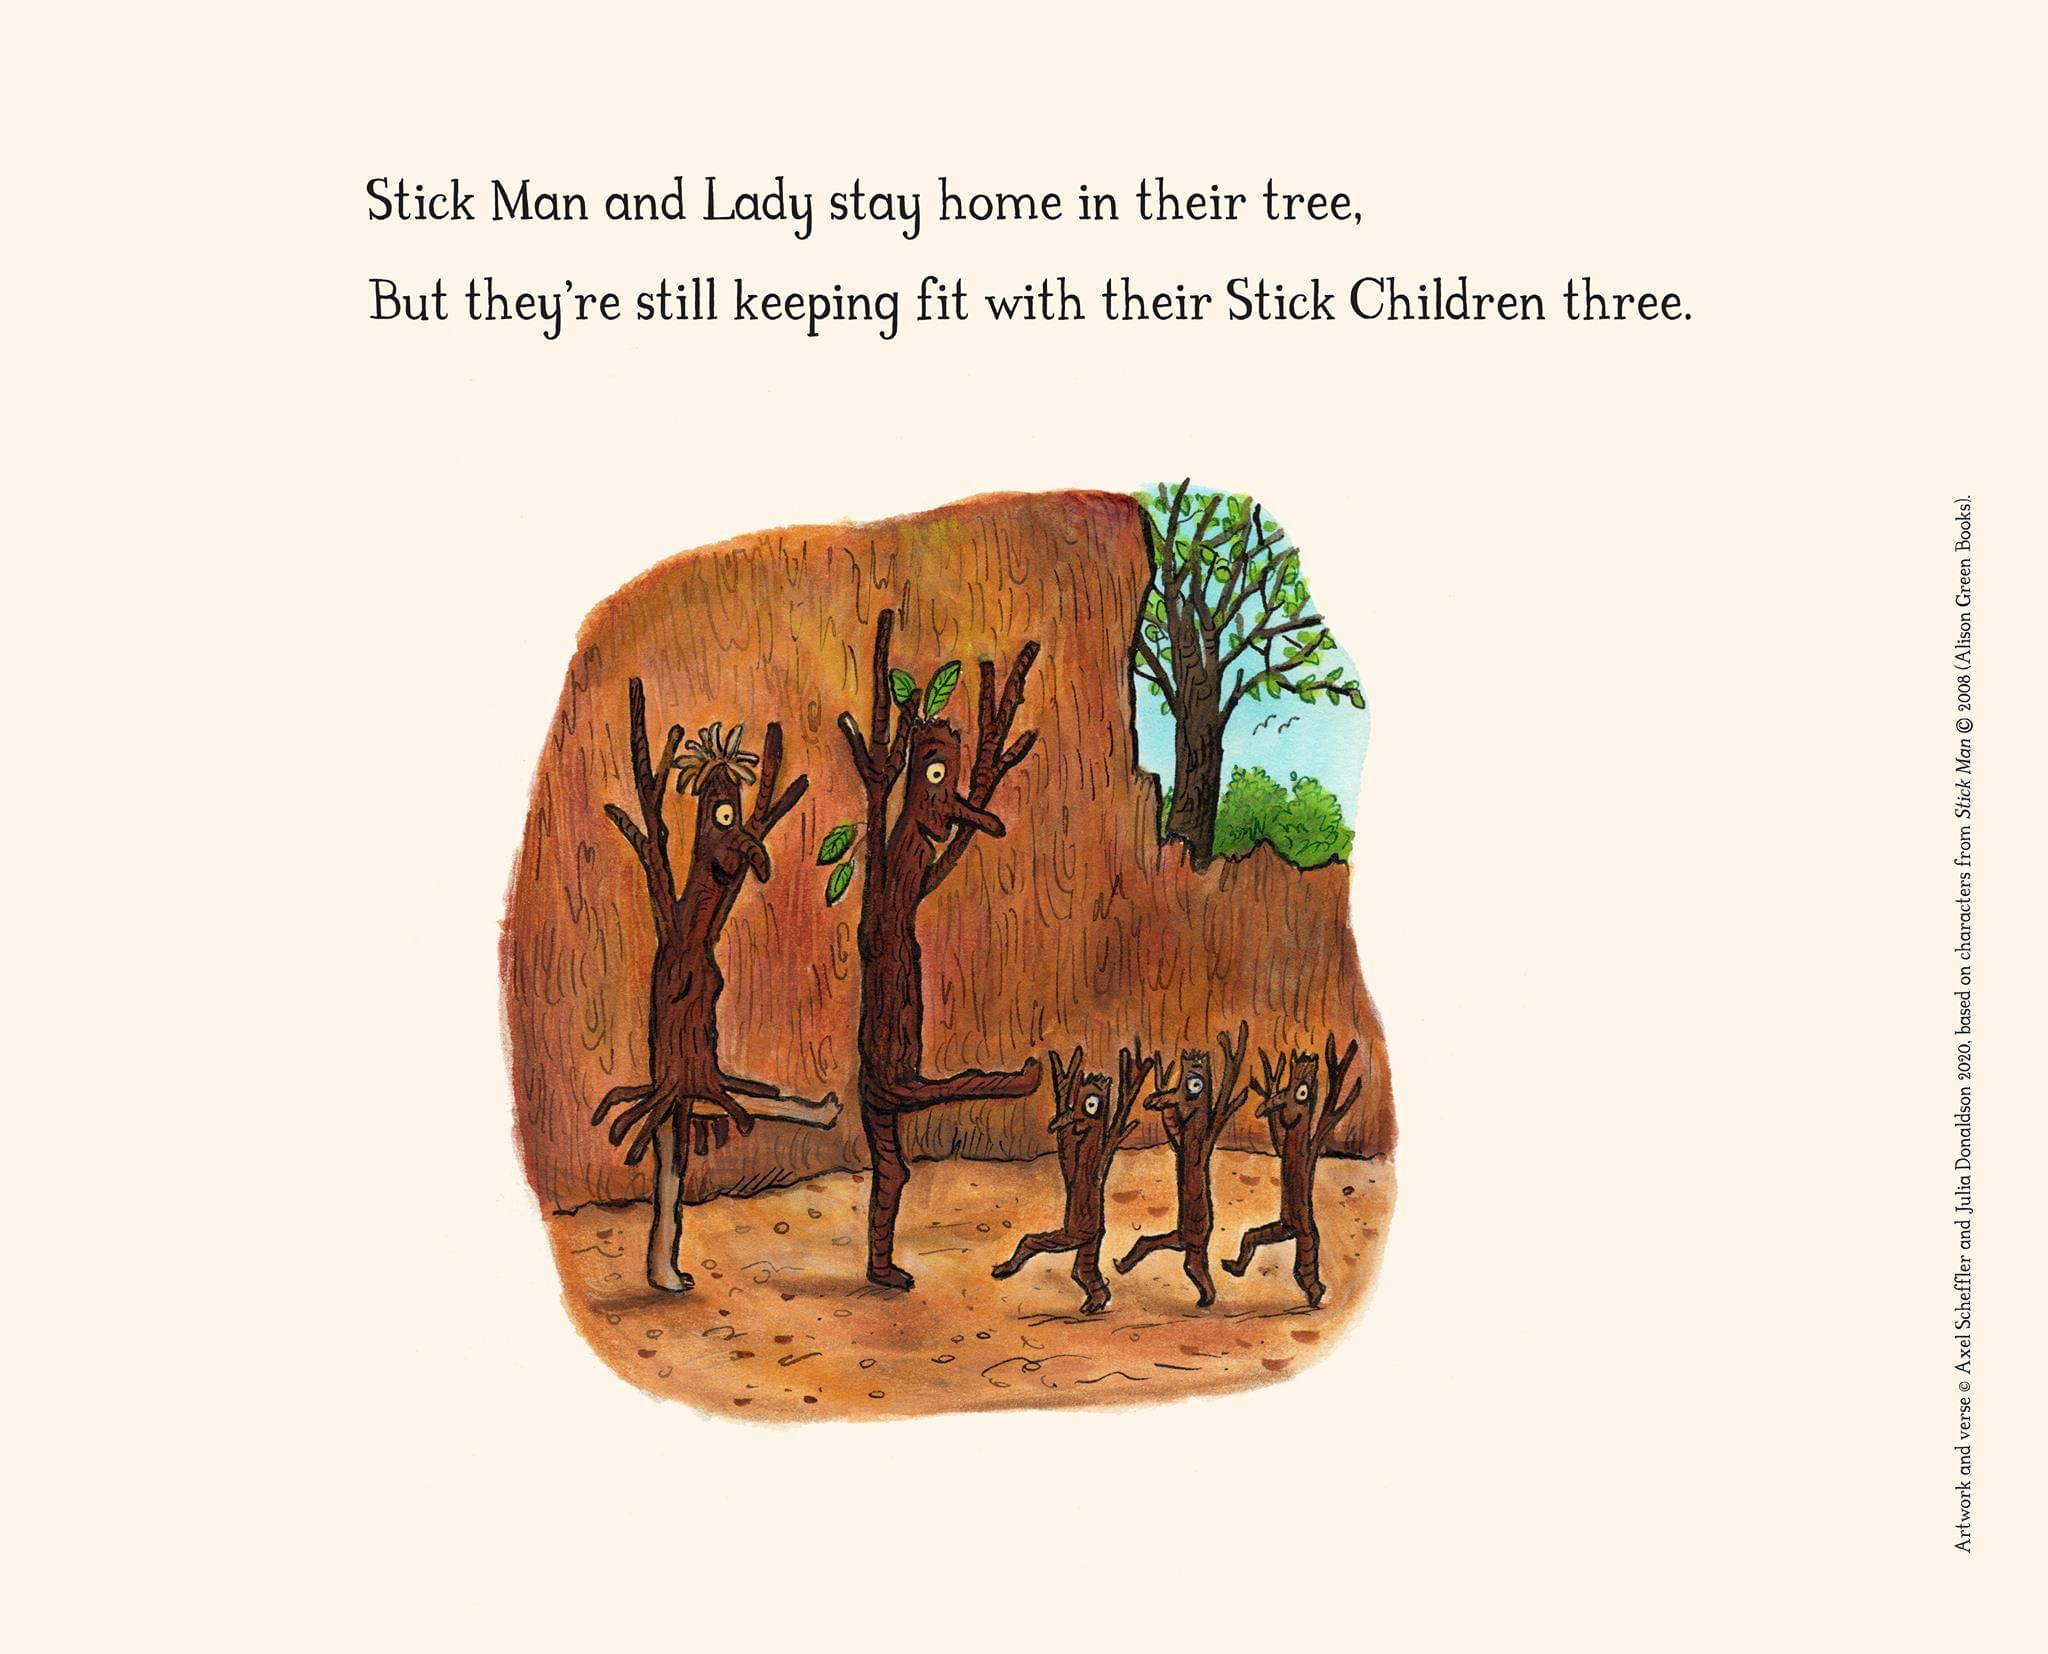 Stick Man and Lady stay home in their tree,
But they're still keeping fit with their Stick Children three.
Artwork and verse © Axel Scheffler and Julia Donaldson 2020, based on characters from Stick Man © 2008 (Alison Green Books).